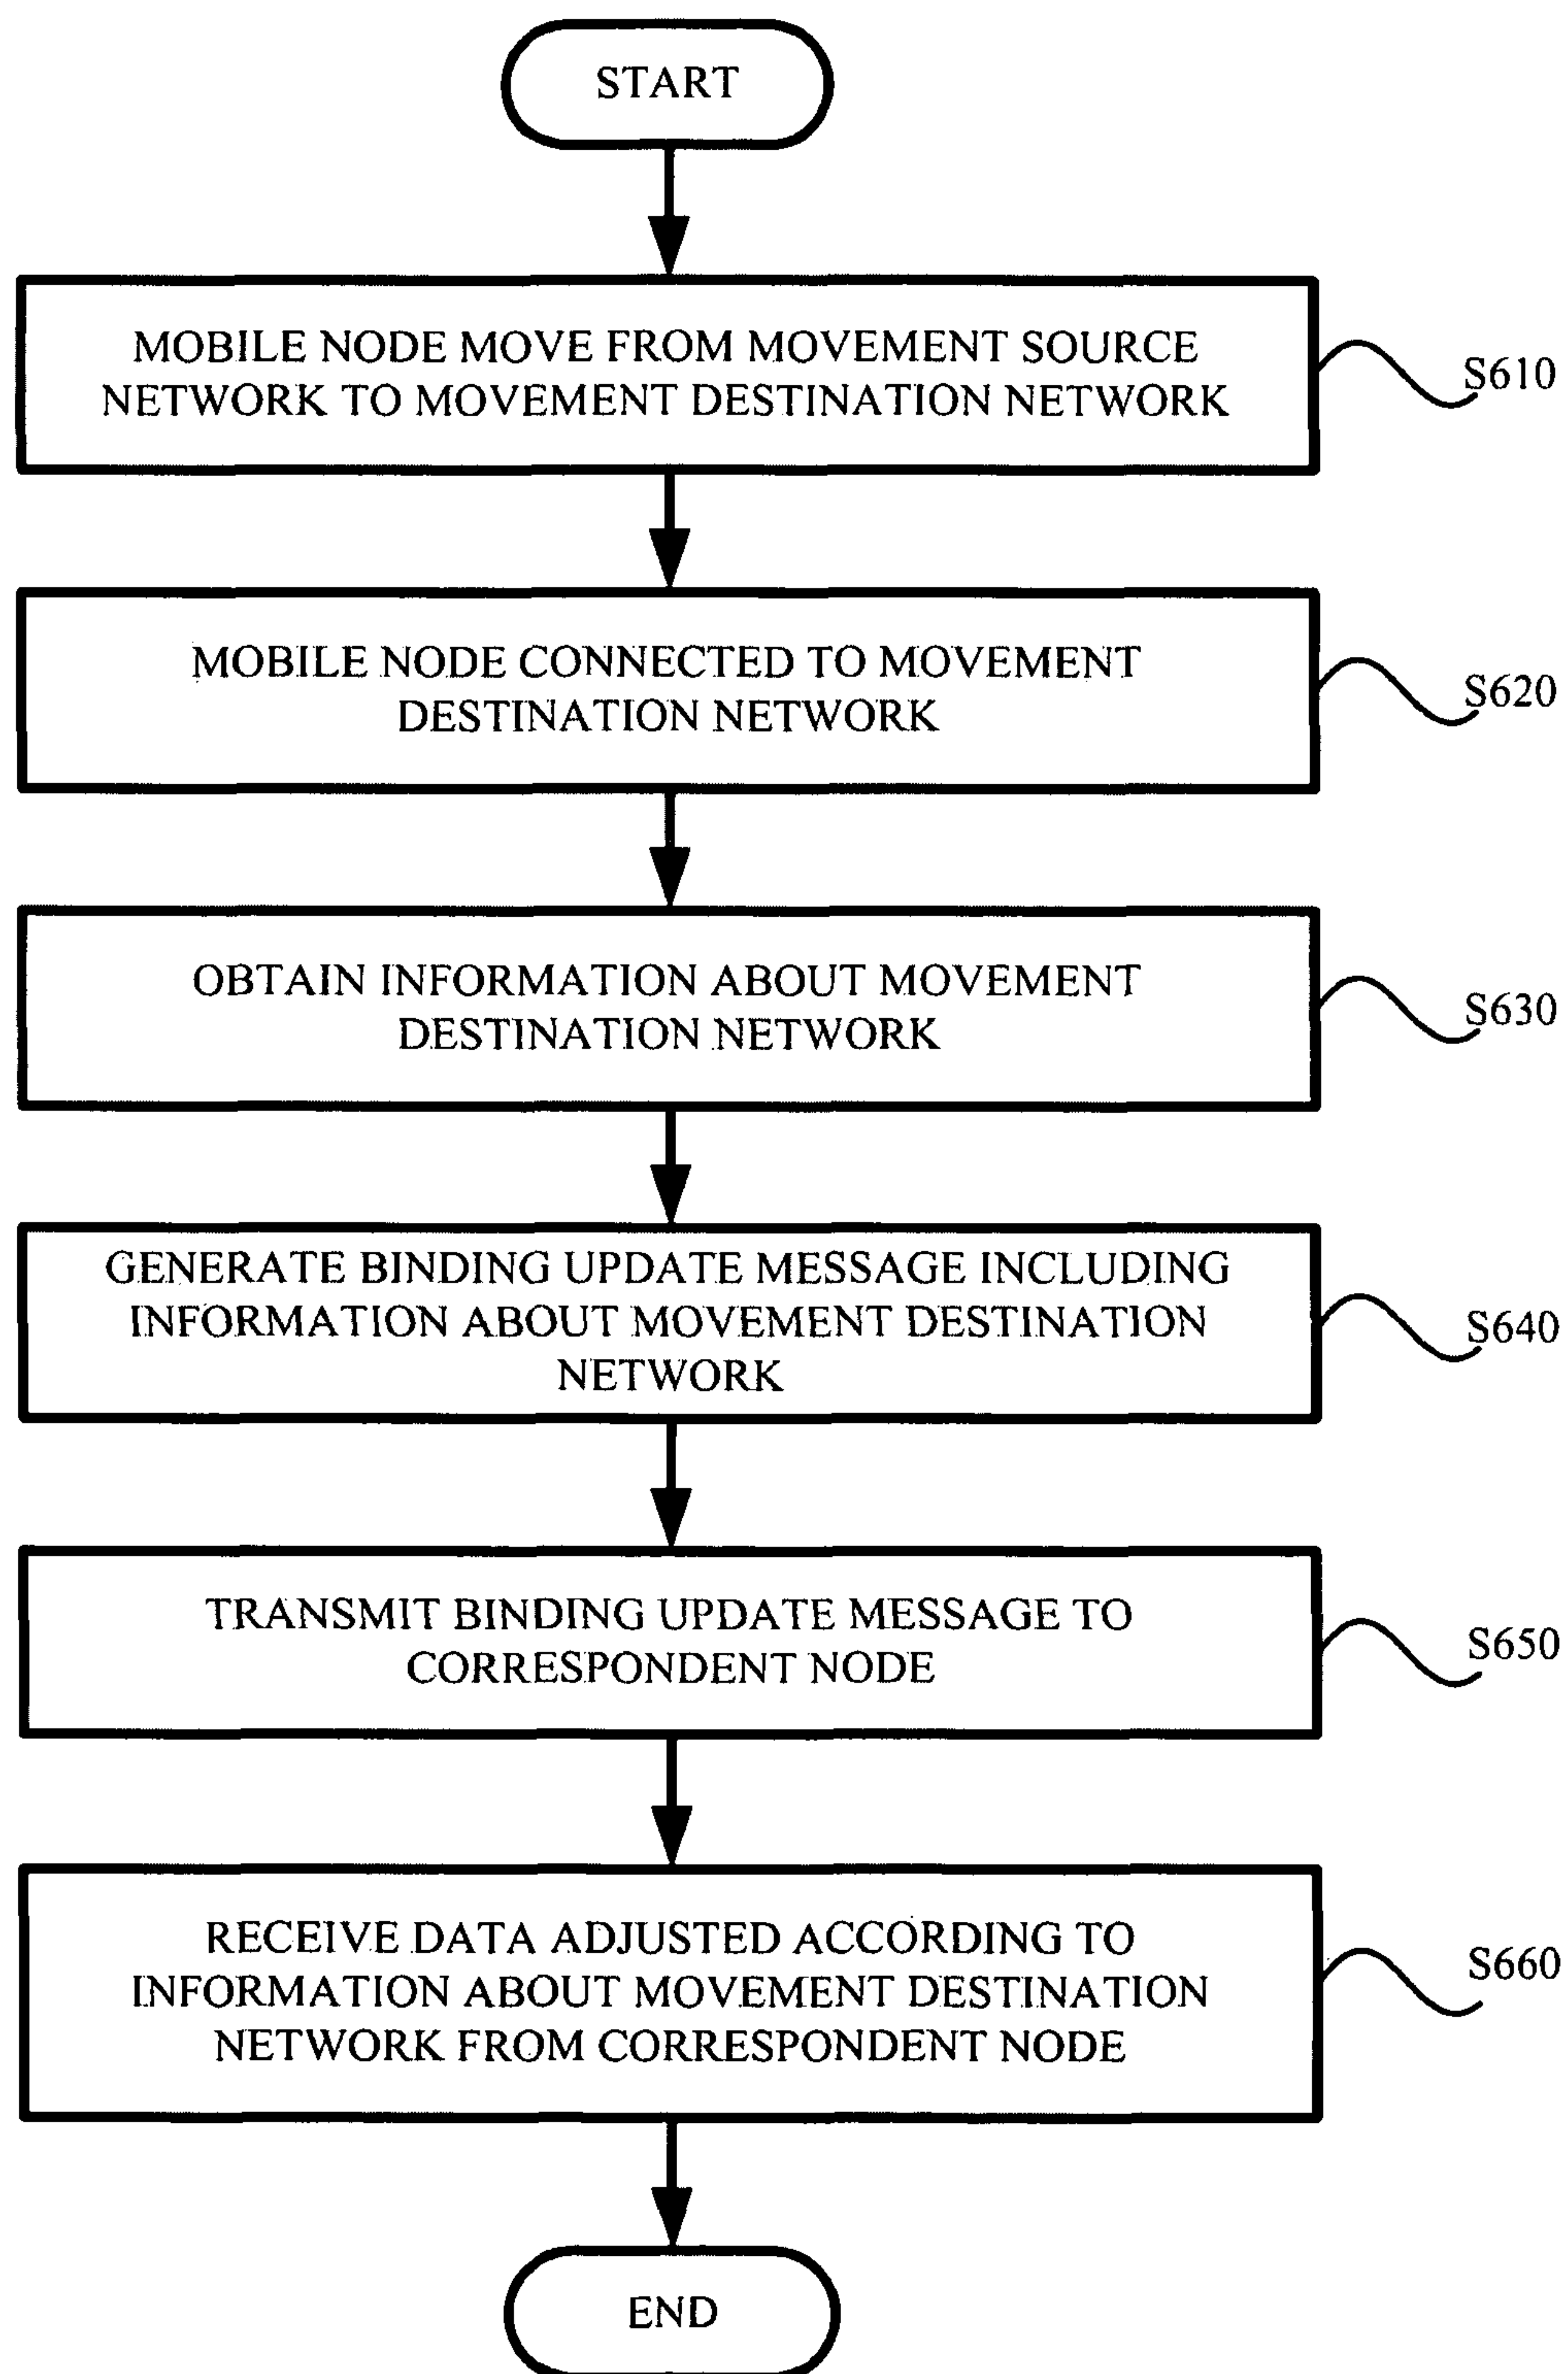 START
MOBILE NODE MOVE FROM MOVEMENT SOURCE
NETWORK TO MOVEMENT DESTINATION NETWORK
S610
MOBILE NODE CONNECTED TO MOVEMENT
DESTINATION NETWORK
S620
OBTAIN INFORMATION ABOUT MOVEMENT
DESTINATION NETWORK
S630
GENERATE BINDING UPDATE MESSAGE INCLUDING
INFORMATION ABOUT MOVEMENT DESTINATION
NETWORK
S640
TRANSMIT BINDING UPDATE MESSAGE TO
CORRESPONDENT NODE
S650
RECEIVE DATA ADJUSTED ACCORDING TO
INFORMATION ABOUT MOVEMENT DESTINATION
NETWORK FROM CORRESPONDENT NODE
S660
END